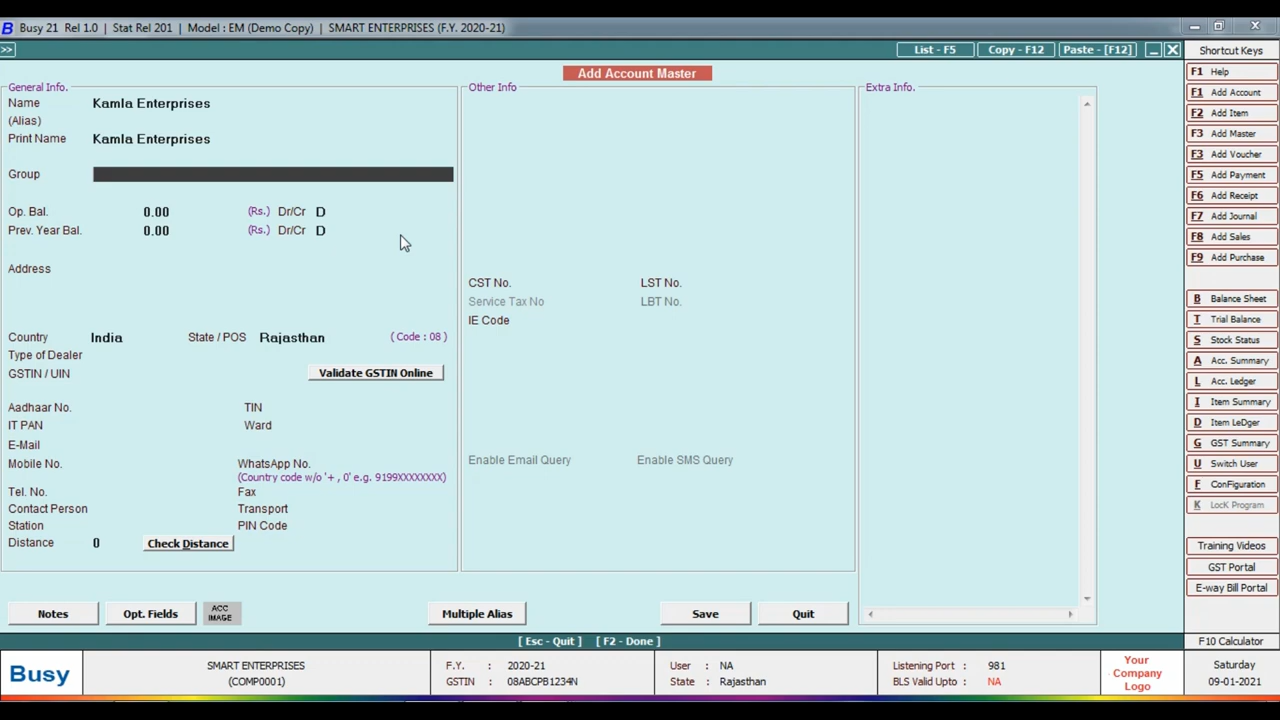 Busy 21 Rel 1.0 | Stat Rel 201 | Model : EM (Demo Copy) | SMART ENTERPRISES (F.Y. 2020-21)
>> List - F5 Copy - F12 Paste - [F12]
Add Account Master
General Info.
Name Kamla Enterprises
(Alias)
Print Name Kamla Enterprises
Group
Op. Bal. 0.00 (Rs.) Dr/Cr D
Prev. Year Bal. 0.00 (Rs.) Dr/Cr D
Address
Country India State / POS Rajasthan ( Code : 08 )
Type of Dealer
GSTIN / UIN Validate GSTIN Online
Aadhaar No. TIN
IT PAN Ward
E-Mail
Mobile No. WhatsApp No.
(Country code w/o '+ , 0' e.g. 9199XXXXXXXX)
Tel. No. Fax
Contact Person Transport
Station PIN Code
Distance 0 Check Distance
Other Info
CST No. LST No.
Service Tax No LBT No.
IE Code
Enable Email Query Enable SMS Query
Extra Info.
Notes Opt. Fields ACC IMAGE Multiple Alias Save Quit
[ Esc - Quit ] [ F2 - Done ]
Shortcut Keys
F1 Help
F1 Add Account
F2 Add Item
F3 Add Master
F3 Add Voucher
F5 Add Payment
F6 Add Receipt
F7 Add Journal
F8 Add Sales
F9 Add Purchase
B Balance Sheet
T Trial Balance
S Stock Status
A Acc. Summary
L Acc. Ledger
I Item Summary
D Item LeDger
G GST Summary
U Switch User
F ConFiguration
K LocK Program
Training Videos
GST Portal
E-way Bill Portal
F10 Calculator
Busy
SMART ENTERPRISES
(COMP0001)
F.Y. : 2020-21
GSTIN : 08ABCPB1234N
User : NA
State : Rajasthan
Listening Port : 981
BLS Valid Upto : NA
Your
Company
Logo
Saturday
09-01-2021